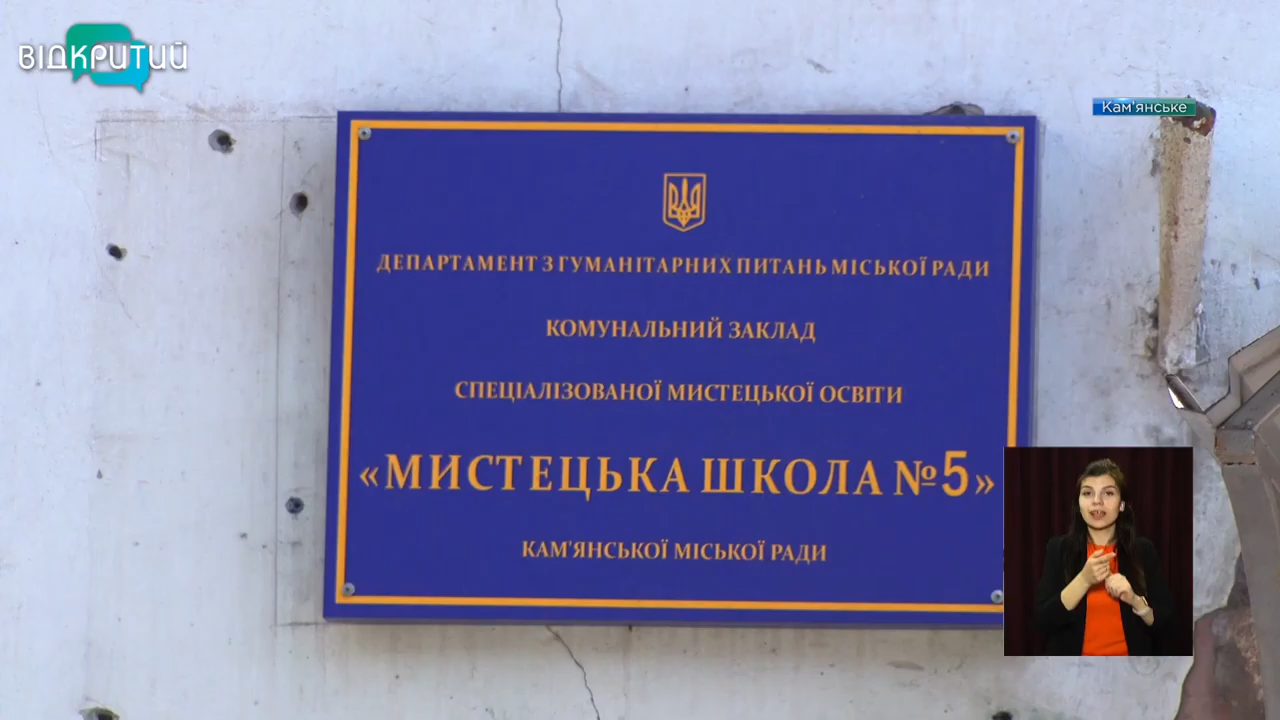 ВІДКРИТИЙ
Кам'янське
ДЕПАРТАМЕНТ З ГУМАНІТАРНИХ ПИТАНЬ МІСЬКОЇ РАДИ
КОМУНАЛЬНИЙ ЗАКЛАД
СПЕЦІАЛІЗОВАНОЇ МИСТЕЦЬКОЇ ОСВІТИ
«МИСТЕЦЬКА ШКОЛА №5»
КАМ'ЯНСЬКОЇ МІСЬКОЇ РАДИ